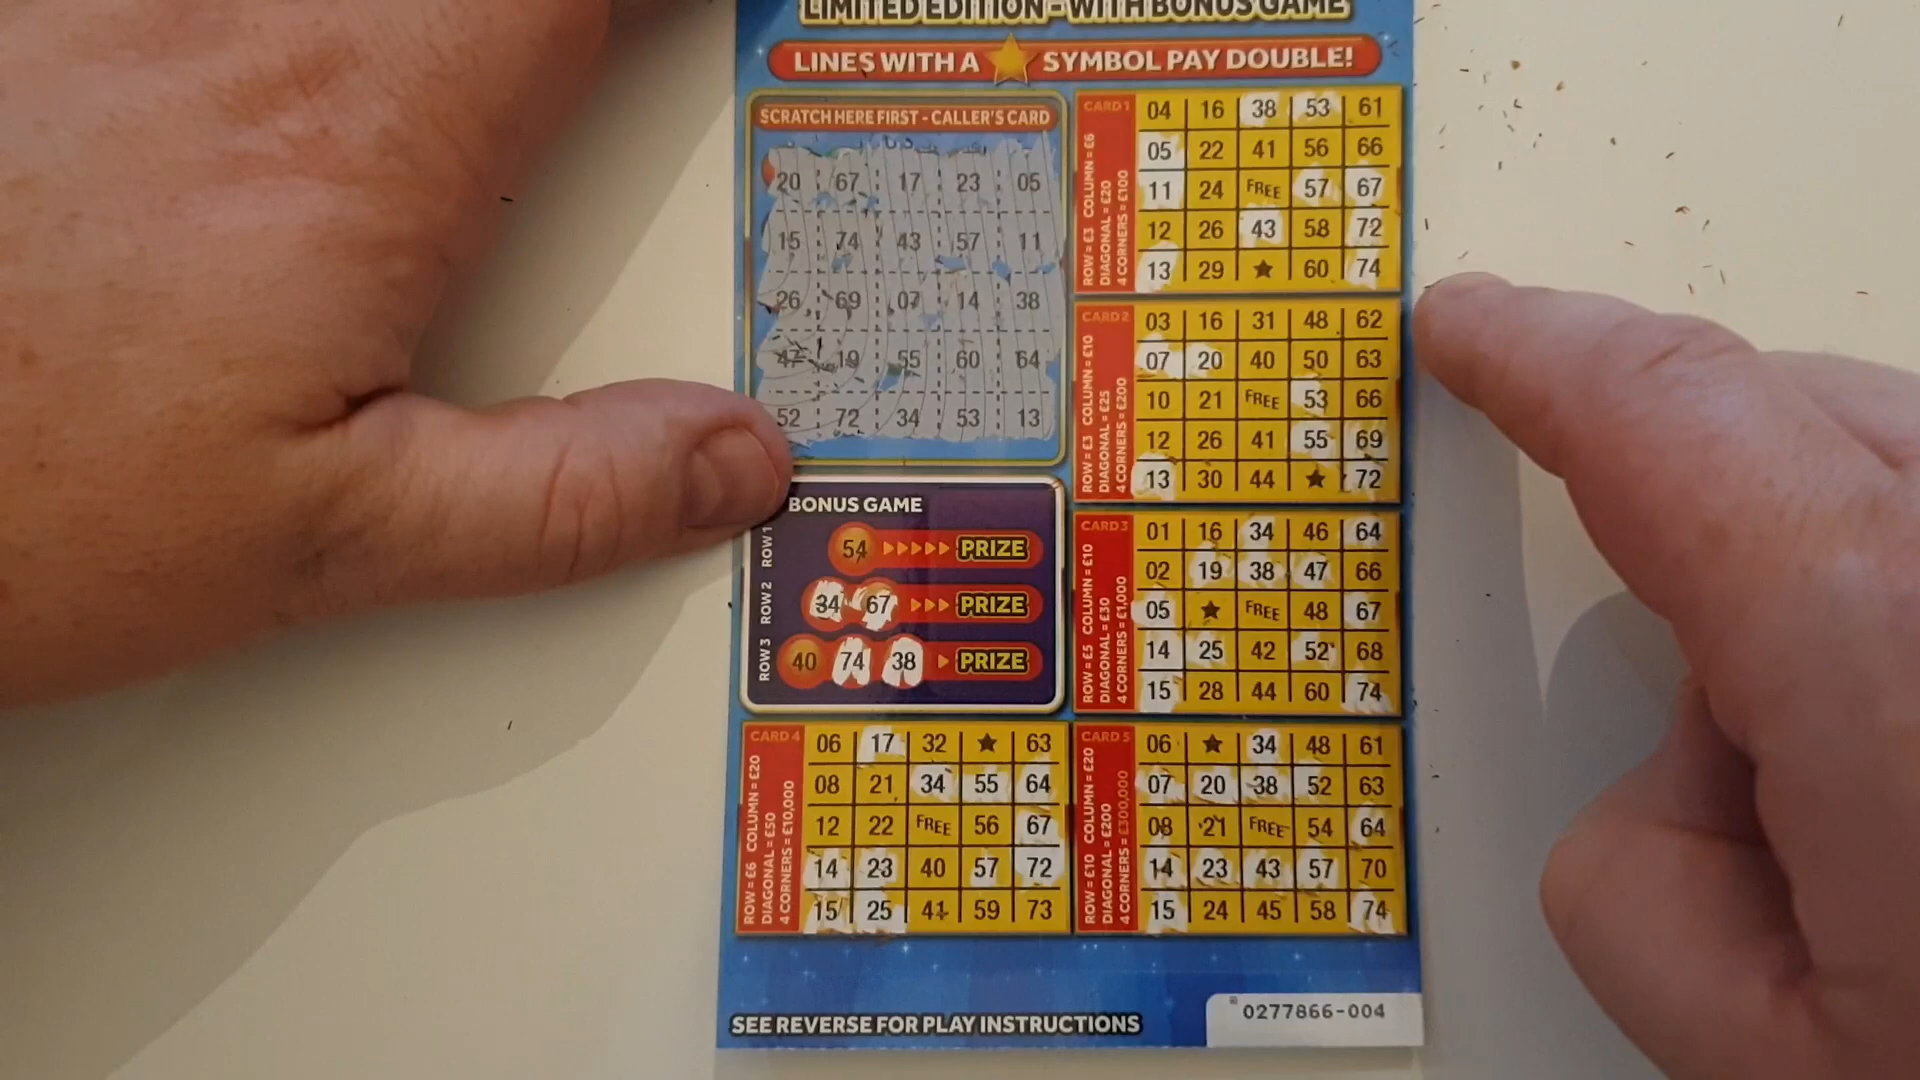 LIMITED EDITION - WITH BONUS GAME
LINES WITH A SYMBOL PAY DOUBLE!
SCRATCH HERE FIRST - CALLER'S CARD
20 67 17 23 05
15 74 43 57 11
26 69 07 14 38
47 19 55 60 64
52 72 34 53 13
CARD 1
ROW = £3 COLUMN = £6
DIAGONAL = £20
4 CORNERS = £100
04 16 38 53 61
05 22 41 56 66
11 24 FREE 57 67
12 26 43 58 72
13 29 ★ 60 74
CARD 2
ROW = £3 COLUMN = £10
DIAGONAL = £25
4 CORNERS = £200
03 16 31 48 62
07 20 40 50 63
10 21 FREE 53 66
12 26 41 55 69
13 30 44 ★ 72
BONUS GAME
ROW 1 54 PRIZE
ROW 2 34 67 PRIZE
ROW 3 40 74 38 PRIZE
CARD 3
ROW = £5 COLUMN = £10
DIAGONAL = £30
4 CORNERS = £1,000
01 16 34 46 64
02 19 38 47 66
05 ★ FREE 48 67
14 25 42 52 68
15 28 44 60 74
CARD 4
ROW = £6 COLUMN = £20
DIAGONAL = £50
4 CORNERS = £10,000
06 17 32 ★ 63
08 21 34 55 64
12 22 FREE 56 67
14 23 40 57 72
15 25 41 59 73
CARD 5
ROW = £10 COLUMN = £20
DIAGONAL = £200
4 CORNERS = £300,000
06 ★ 34 48 61
07 20 38 52 63
08 21 FREE 54 64
14 23 43 57 70
15 24 45 58 74
SEE REVERSE FOR PLAY INSTRUCTIONS
0277866-004